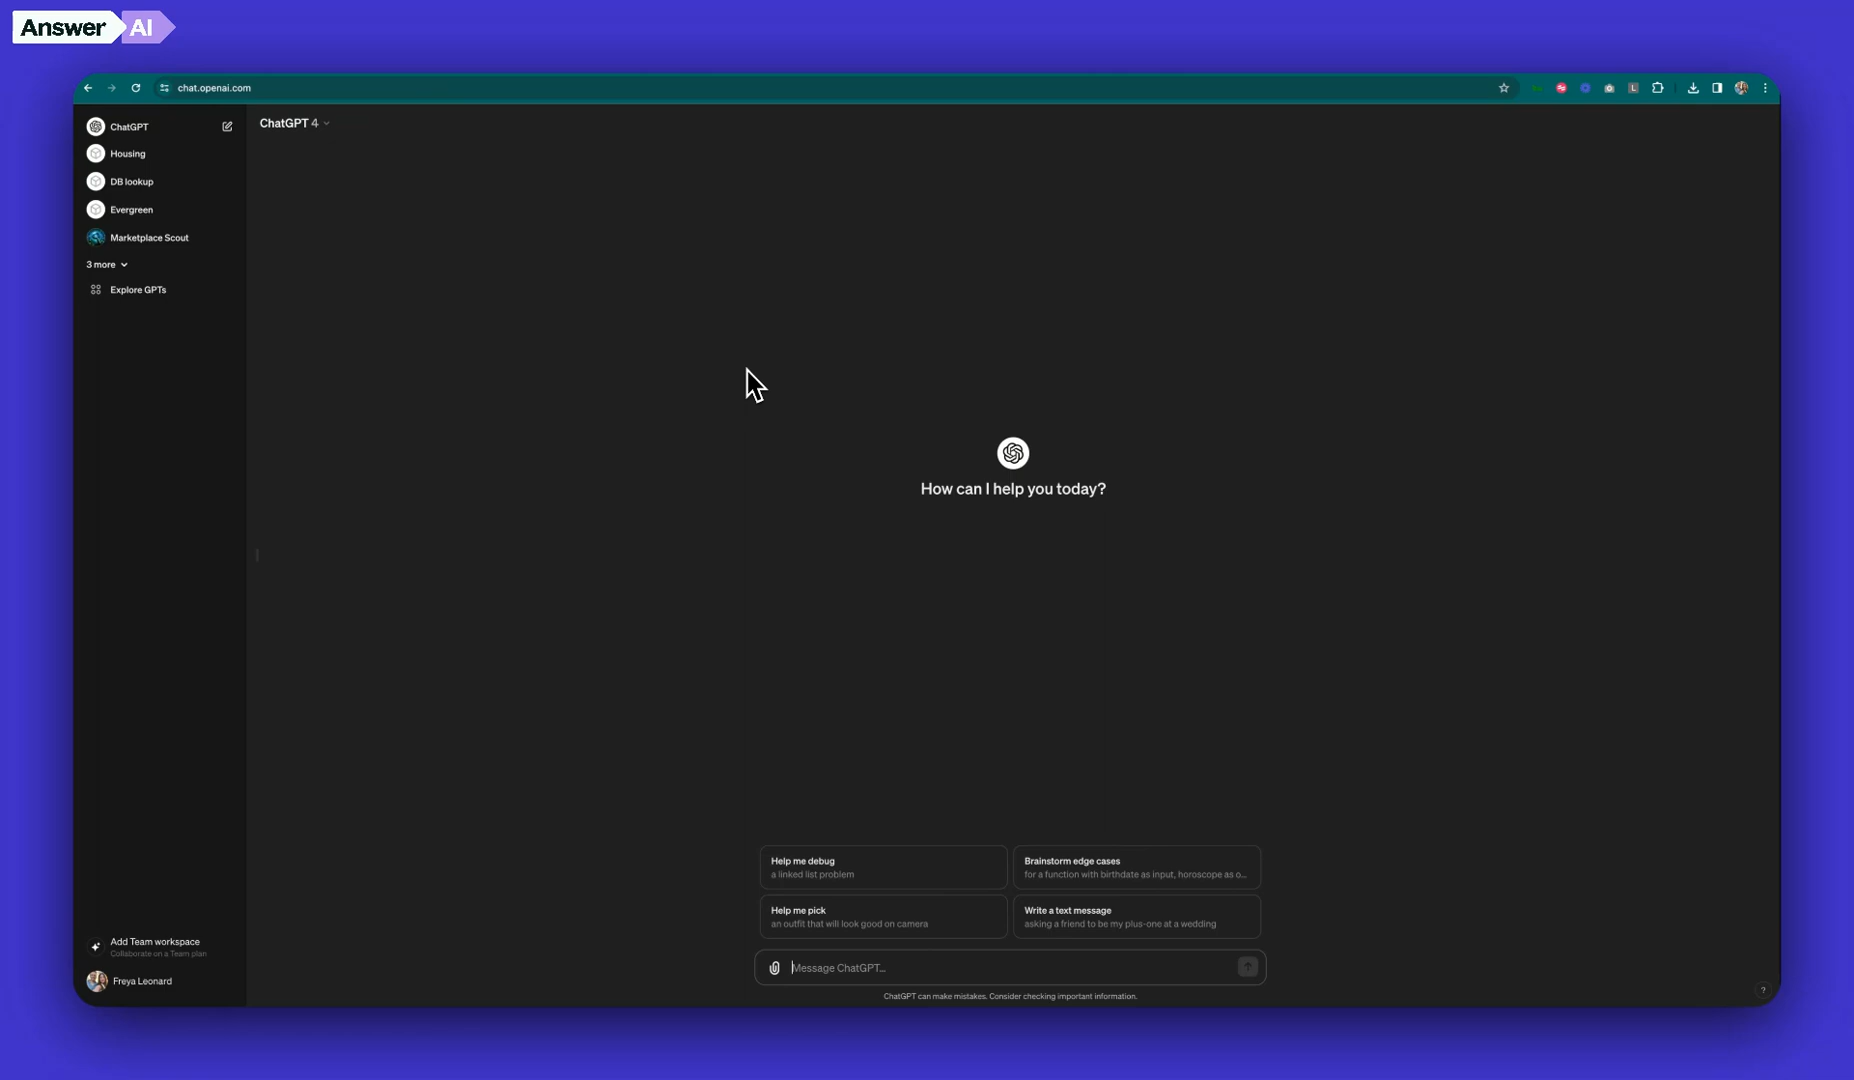 Answer AI
chat.openai.com
L
ChatGPT
Housing
DB lookup
Evergreen
Marketplace Scout
3 more
Explore GPTs
ChatGPT 4
How can I help you today?
Help me debug
a linked list problem
Brainstorm edge cases
for a function with birthdate as input, horoscope as o...
Help me pick
an outfit that will look good on camera
Write a text message
asking a friend to be my plus-one at a wedding
Add Team workspace
Collaborate on a Team plan
Freya Leonard
Message ChatGPT...
ChatGPT can make mistakes. Consider checking important information.
?